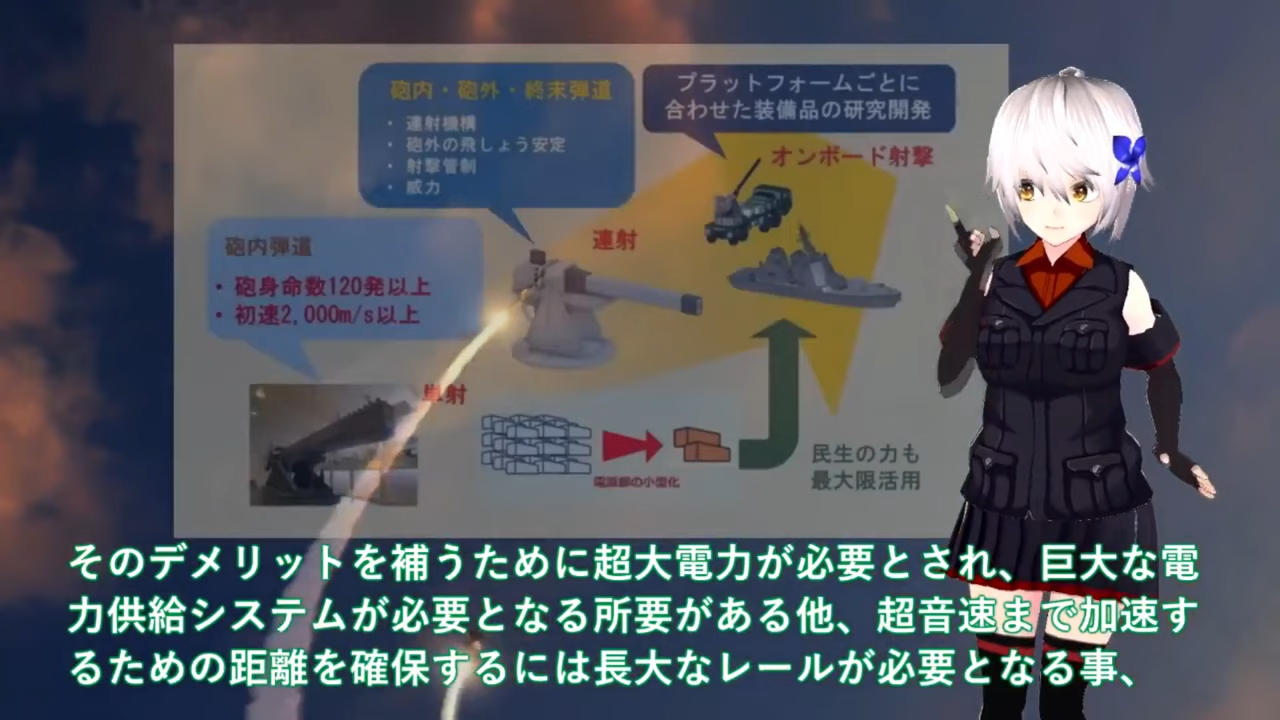 砲内・砲外・終末弾道
・ 連射機構
・ 砲外の飛しょう安定
・ 射撃管制
・ 威力
プラットフォームごとに
合わせた装備品の研究開発
オンボード射撃
連射
砲内弾道
・ 砲身命数120発以上
・ 初速2,000m/s以上
単射
電源部の小型化
民生の力も
最大限活用
そのデメリットを補うために超大電力が必要とされ、巨大な電
力供給システムが必要となる所要がある他、超音速まで加速す
るための距離を確保するには長大なレールが必要となる事、